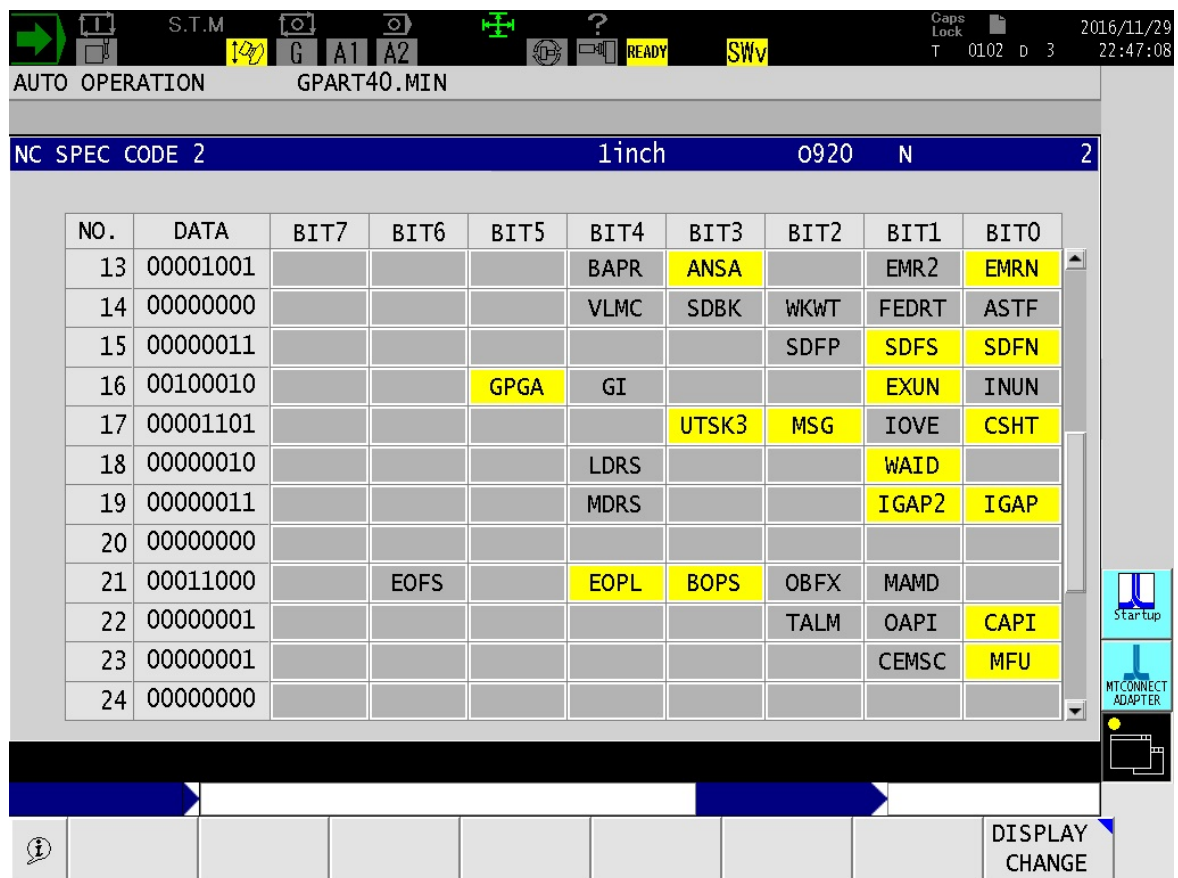 S.T.M ? Caps Lock 2016/11/29
G A1 A2 READY SWv T 0102 D 3 22:47:08
AUTO OPERATION GPART40.MIN
NC SPEC CODE 2 1inch O920 N 2
NO. DATA BIT7 BIT6 BIT5 BIT4 BIT3 BIT2 BIT1 BIT0
13 00001001 BAPR ANSA EMR2 EMRN
14 00000000 VLMC SDBK WKWT FEDRT ASTF
15 00000011 SDFP SDFS SDFN
16 00100010 GPGA GI EXUN INUN
17 00001101 UTSK3 MSG IOVE CSHT
18 00000010 LDRS WAID
19 00000011 MDRS IGAP2 IGAP
20 00000000
21 00011000 EOFS EOPL BOPS OBFX MAMD
22 00000001 TALM OAPI CAPI
23 00000001 CEMSC MFU
24 00000000
Startup
MTCONNECT
ADAPTER
DISPLAY
CHANGE